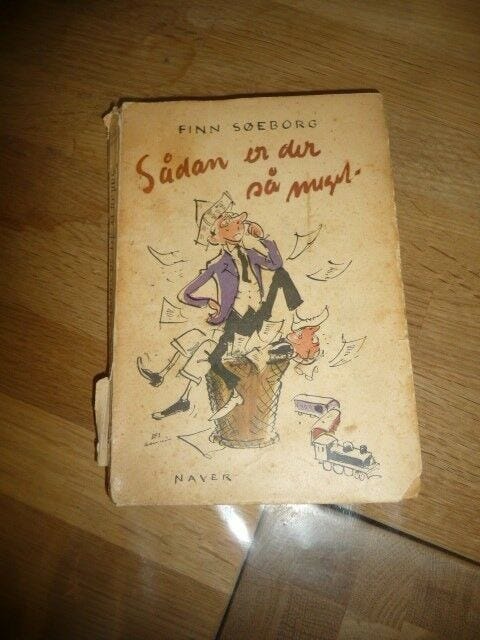 FINN SØEBORG
Sådan er der
så meget.
NAVER